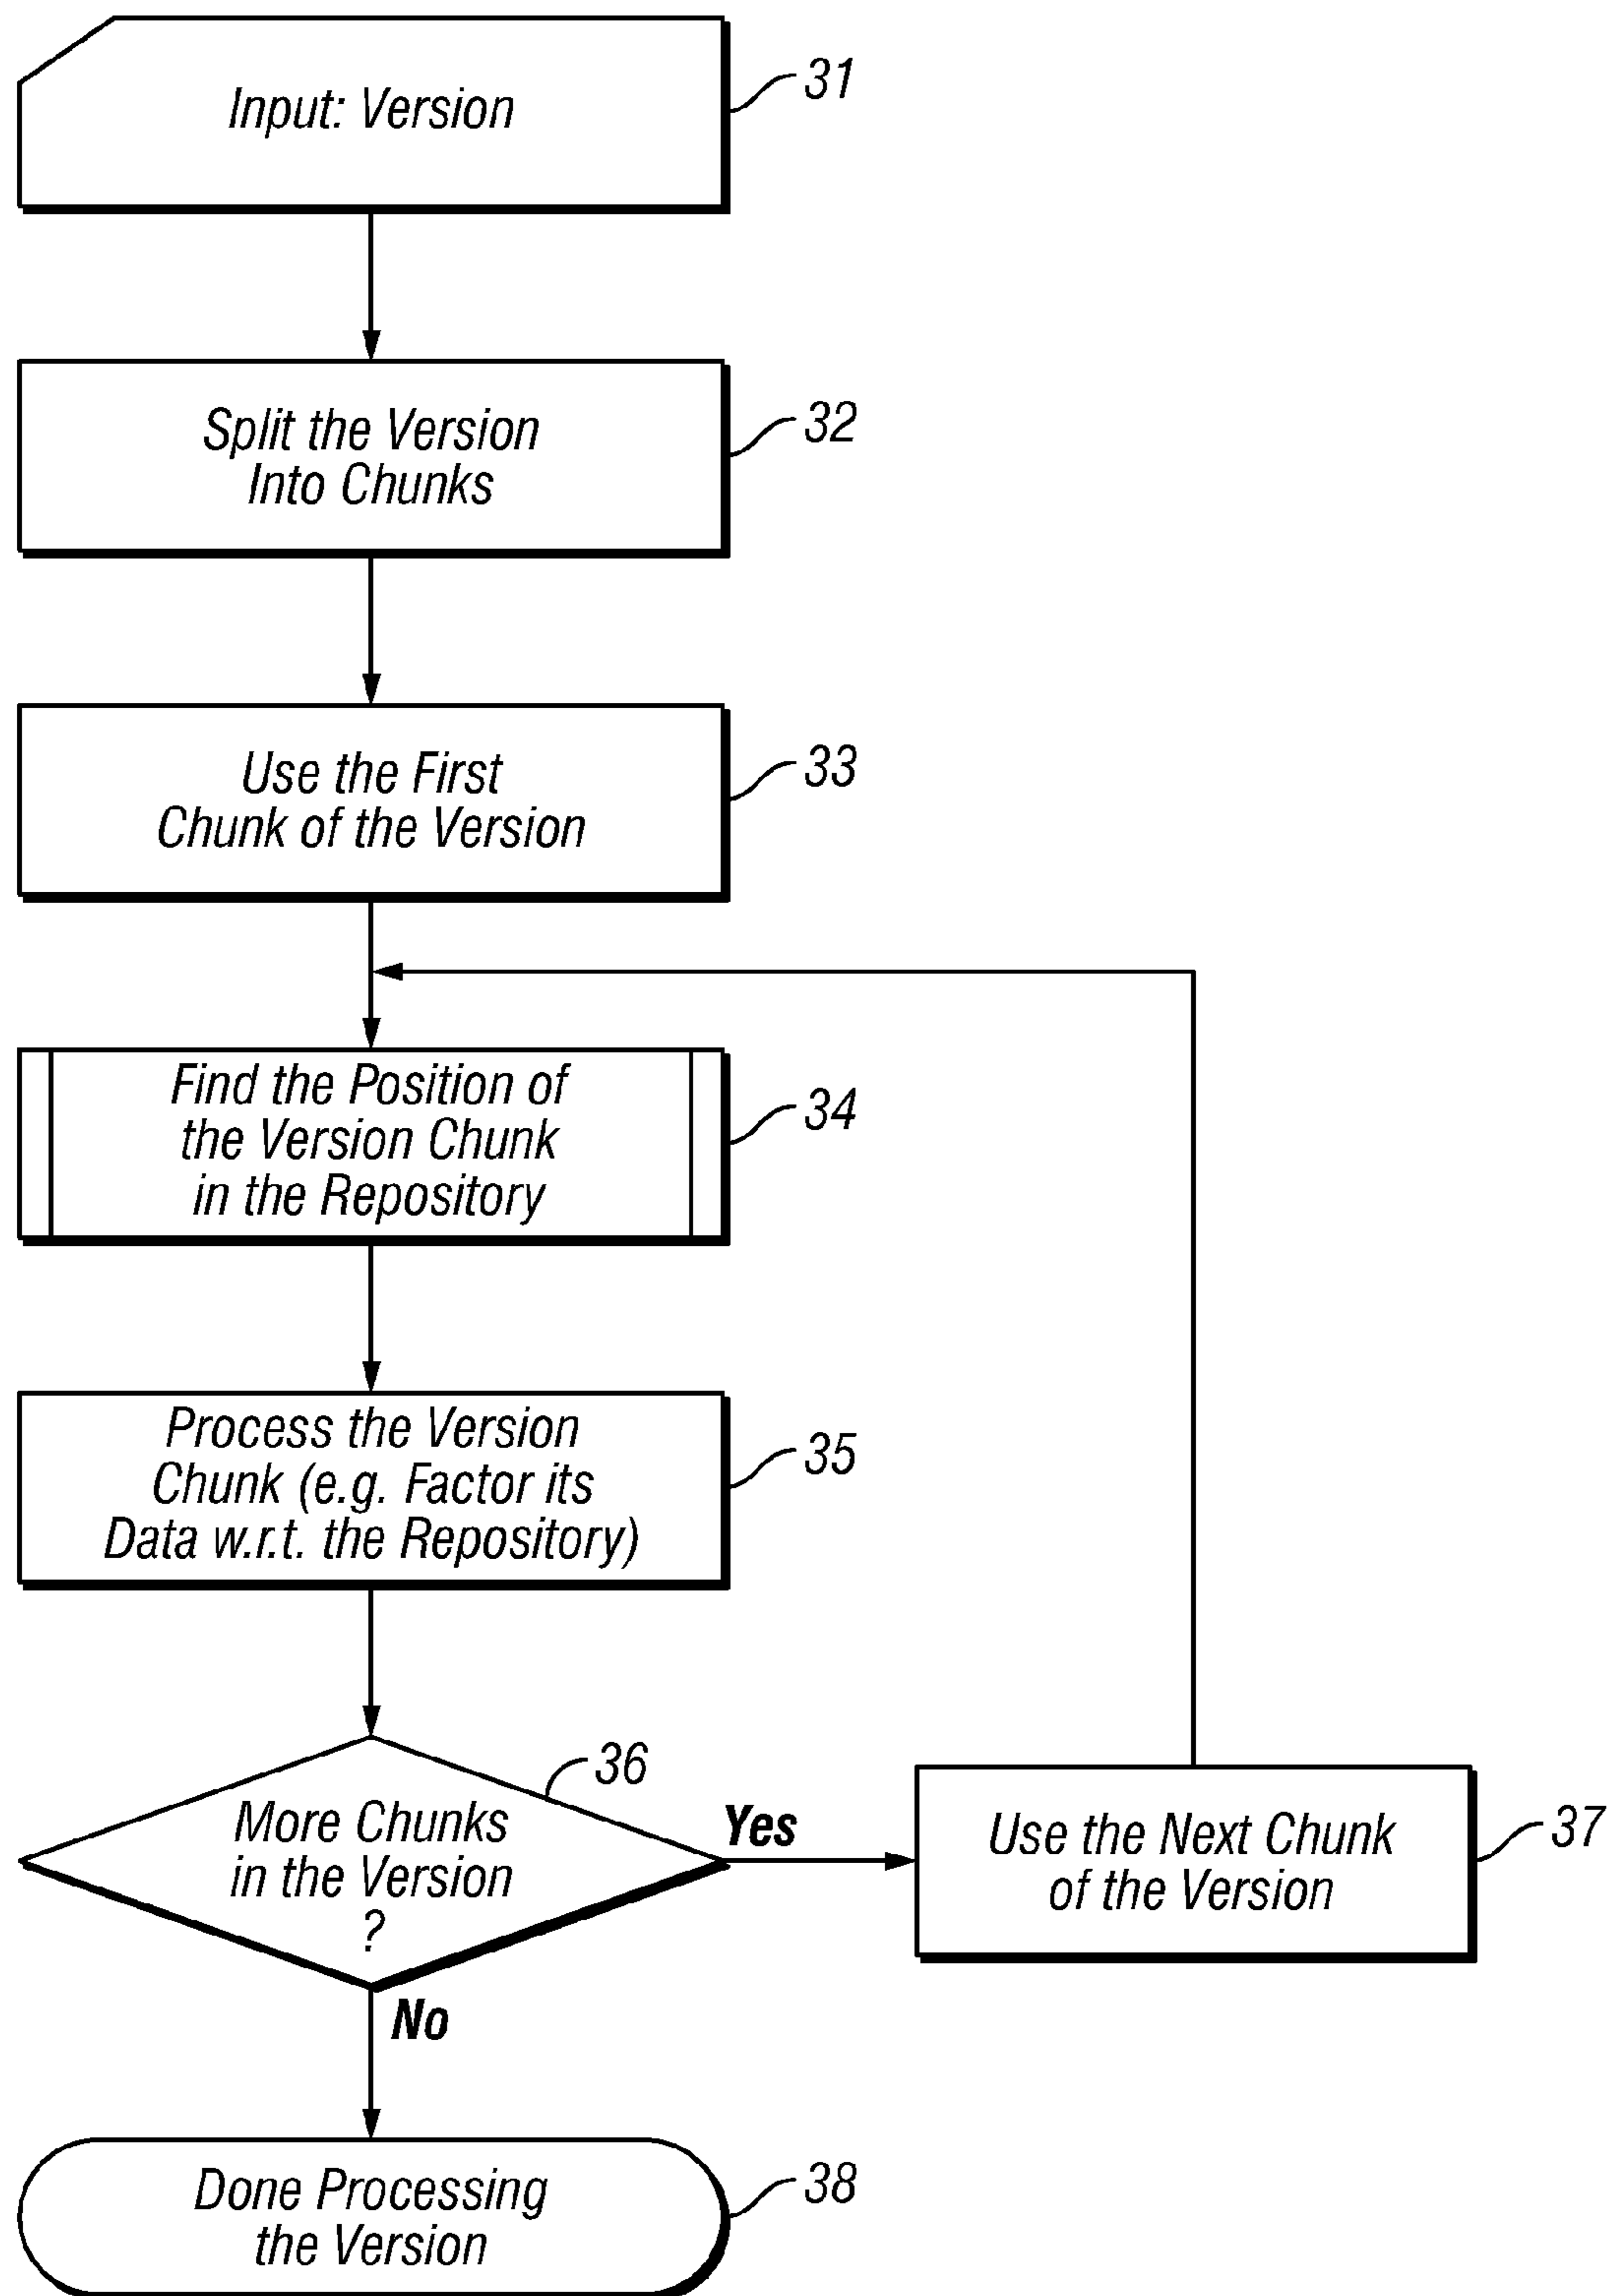 Input: Version
31
Split the Version
Into Chunks
32
Use the First
Chunk of the Version
33
Find the Position of
the Version Chunk
in the Repository
34
Process the Version
Chunk (e.g. Factor its
Data w.r.t. the Repository)
35
36
More Chunks
in the Version
?
Yes
Use the Next Chunk
of the Version
37
No
Done Processing
the Version
38